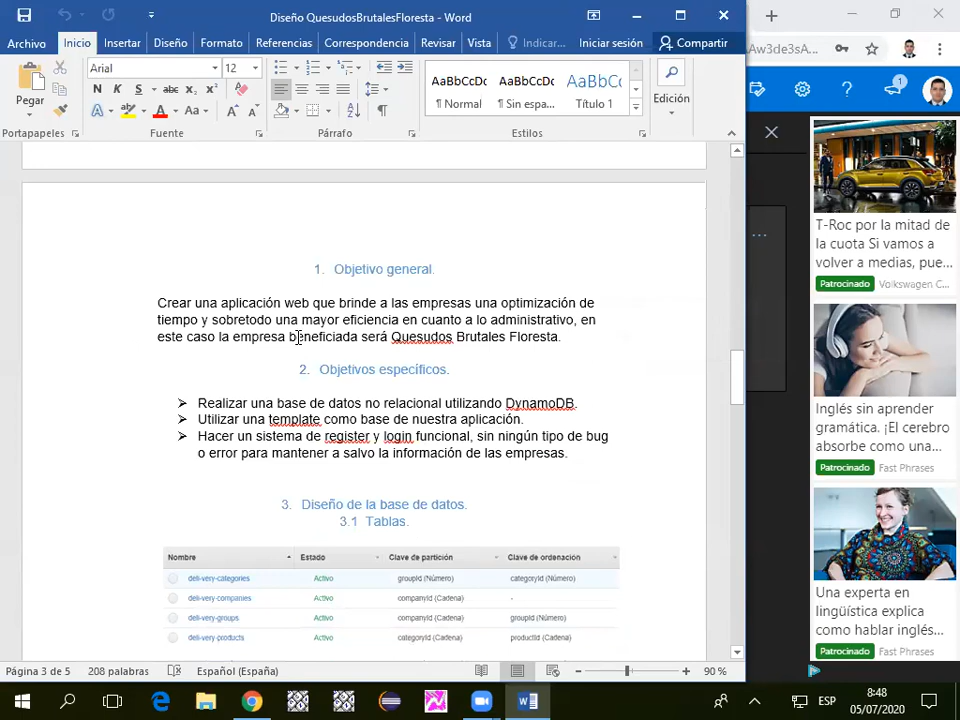 Diseño QuesudosBrutalesFloresta - Word
Archivo Inicio Insertar Diseño Formato Referencias Correspondencia Revisar Vista Indicar... Iniciar sesión Compartir
Aw3de3sA
Arial 12
Pegar
N K S abc x₂ x²
A ab A Aa A A
AaBbCcDc AaBbCcDc AaBbCc
¶ Normal ¶ Sin espa... Título 1
Edición
Portapapeles Fuente Párrafo Estilos
1
1. Objetivo general.
Crear una aplicación web que brinde a las empresas una optimización de
tiempo y sobretodo una mayor eficiencia en cuanto a lo administrativo, en
este caso la empresa beneficiada será Quesudos Brutales Floresta.
2. Objetivos específicos.
➢ Realizar una base de datos no relacional utilizando DynamoDB.
➢ Utilizar una template como base de nuestra aplicación.
➢ Hacer un sistema de register y login funcional, sin ningún tipo de bug
o error para mantener a salvo la información de las empresas.
3. Diseño de la base de datos.
3.1 Tablas.
Nombre Estado Clave de partición Clave de ordenación
deli-very-categories Activo groupId (Número) categoryId (Número)
deli-very-companies Activo companyId (Cadena) -
deli-very-groups Activo companyId (Cadena) groupId (Número)
deli-very-products Activo categoryId (Cadena) productId (Cadena)
T-Roc por la mitad de
la cuota Si vamos a
volver a medias, pue...
Patrocinado Volkswagen C...
Inglés sin aprender
gramática. ¡El cerebro
absorbe como una...
Patrocinado Fast Phrases
Una experta en
lingüística explica
como hablar inglés...
Patrocinado Fast Phrases
Página 3 de 5 208 palabras Español (España) 90 %
ESP
8:48
05/07/2020